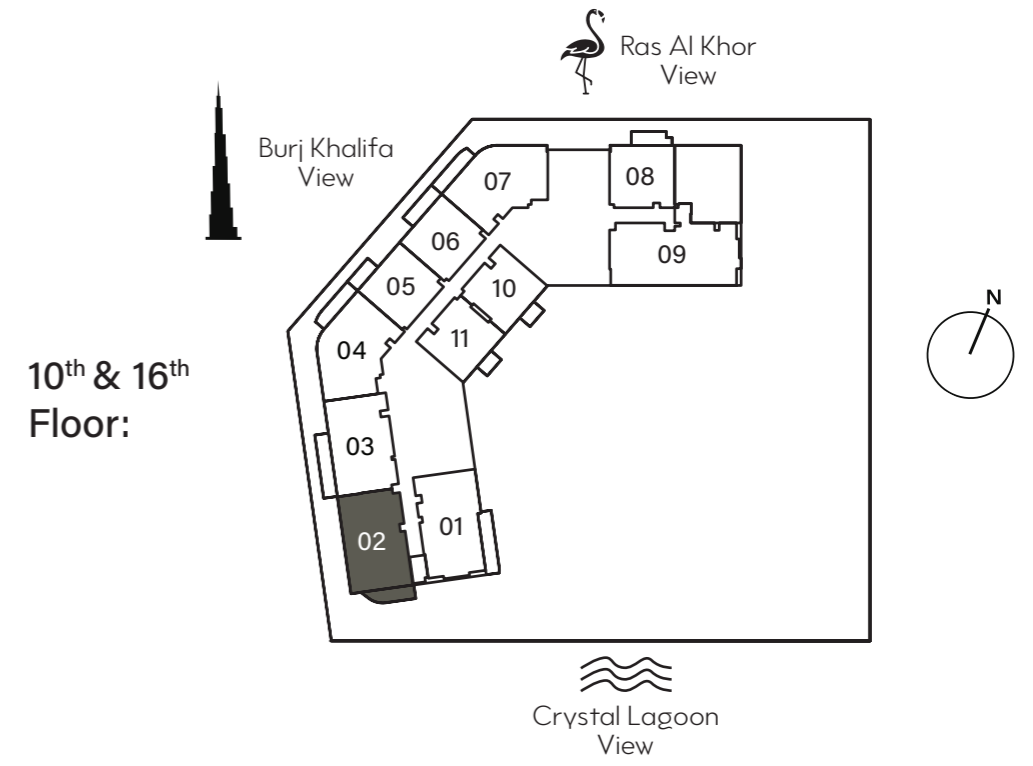 Ras Al Khor
View
Burj Khalifa
View
07
08
06
09
05
10
N
04
11
10th & 16th
Floor:
03
01
02
Crystal Lagoon
View